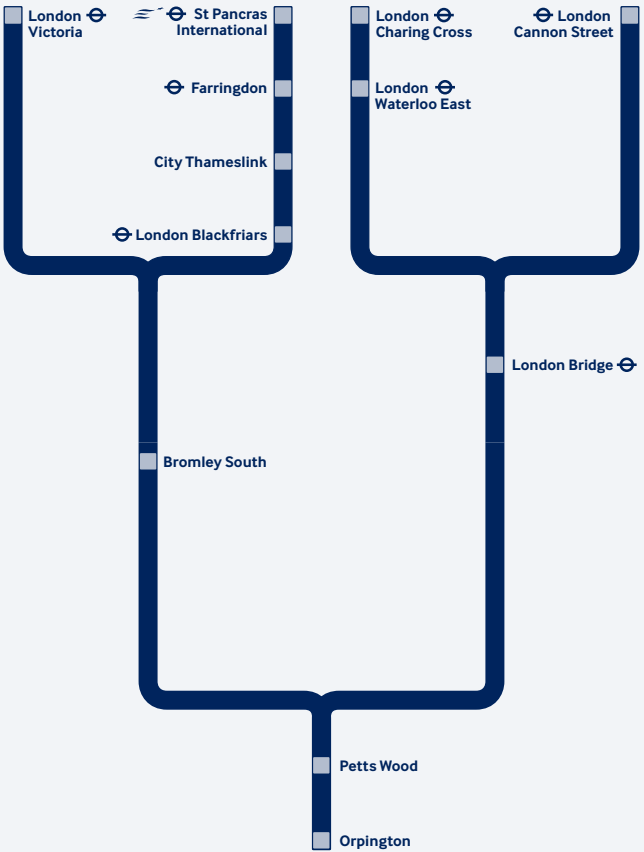 London
Victoria
St Pancras
International
London
Charing Cross
London
Cannon Street
Farringdon
London
Waterloo East
City Thameslink
London Blackfriars
London Bridge
Bromley South
Petts Wood
Orpington